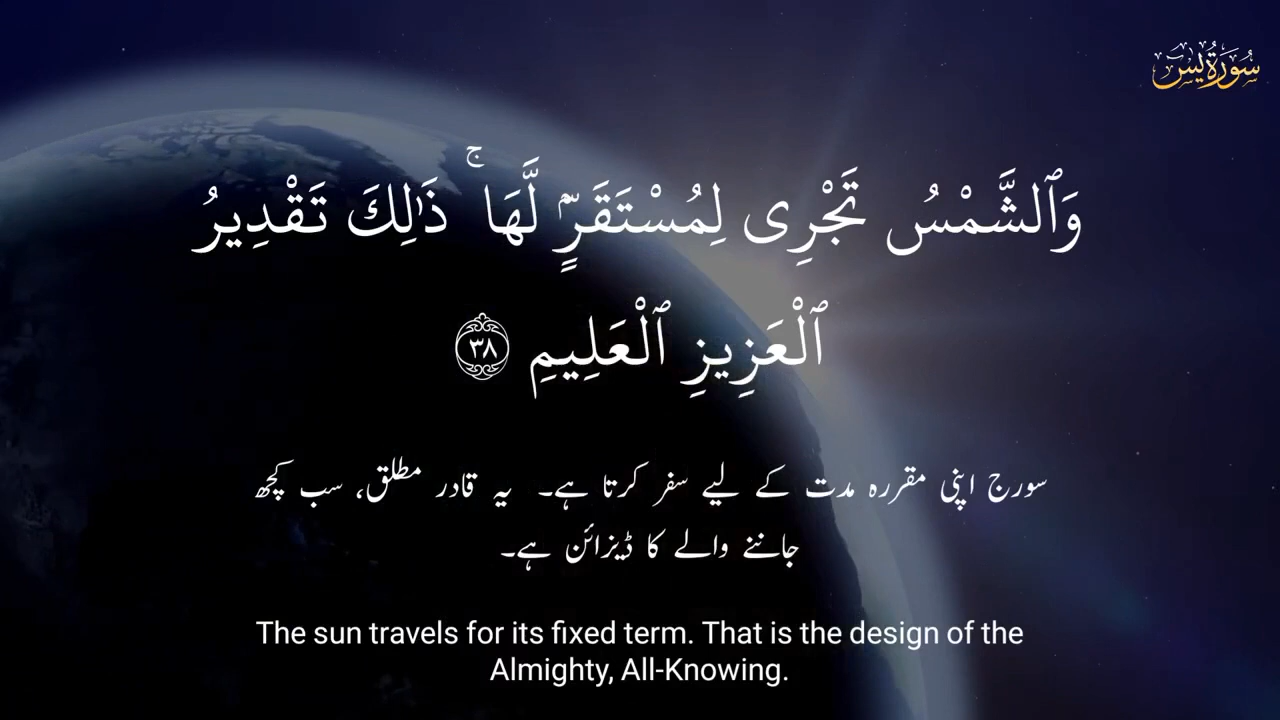 سُورَةُ يس
وَٱلشَّمْسُ تَجْرِى لِمُسْتَقَرٍّۢ لَّهَا ۚ ذَٰلِكَ تَقْدِيرُ
ٱلْعَزِيزِ ٱلْعَلِيمِ ٣٨
سورج اپنی مقررہ مدت کے لیے سفر کرتا ہے۔ یہ قادر مطلق، سب کچھ
جاننے والے کا ڈیزائن ہے۔
The sun travels for its fixed term. That is the design of the
Almighty, All-Knowing.